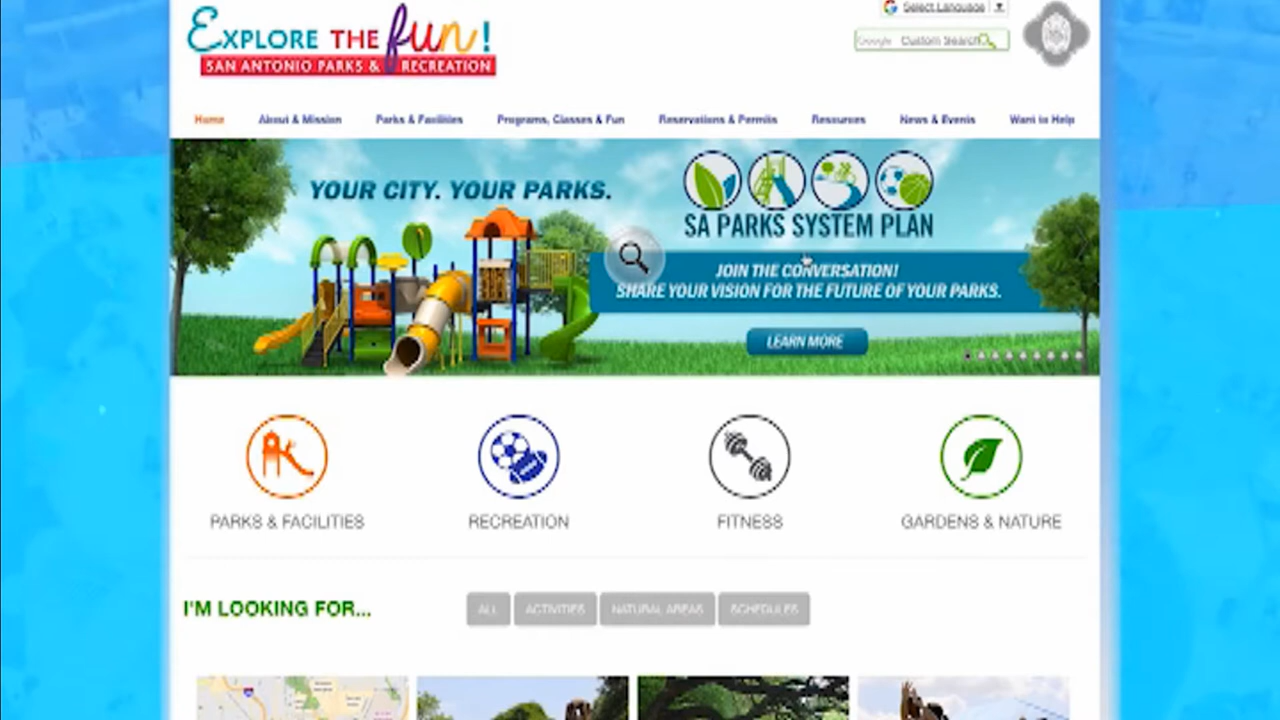 EXPLORE THE fun!
SAN ANTONIO PARKS & RECREATION
Select Language
Google Custom Search
Home About & Mission Parks & Facilities Programs, Classes & Fun Reservations & Permits Resources News & Events Want to Help
YOUR CITY. YOUR PARKS.
SA PARKS SYSTEM PLAN
JOIN THE CONVERSATION!
SHARE YOUR VISION FOR THE FUTURE OF YOUR PARKS.
LEARN MORE
PARKS & FACILITIES RECREATION FITNESS GARDENS & NATURE
I'M LOOKING FOR... ALL ACTIVITIES NATURAL AREAS SCHEDULES